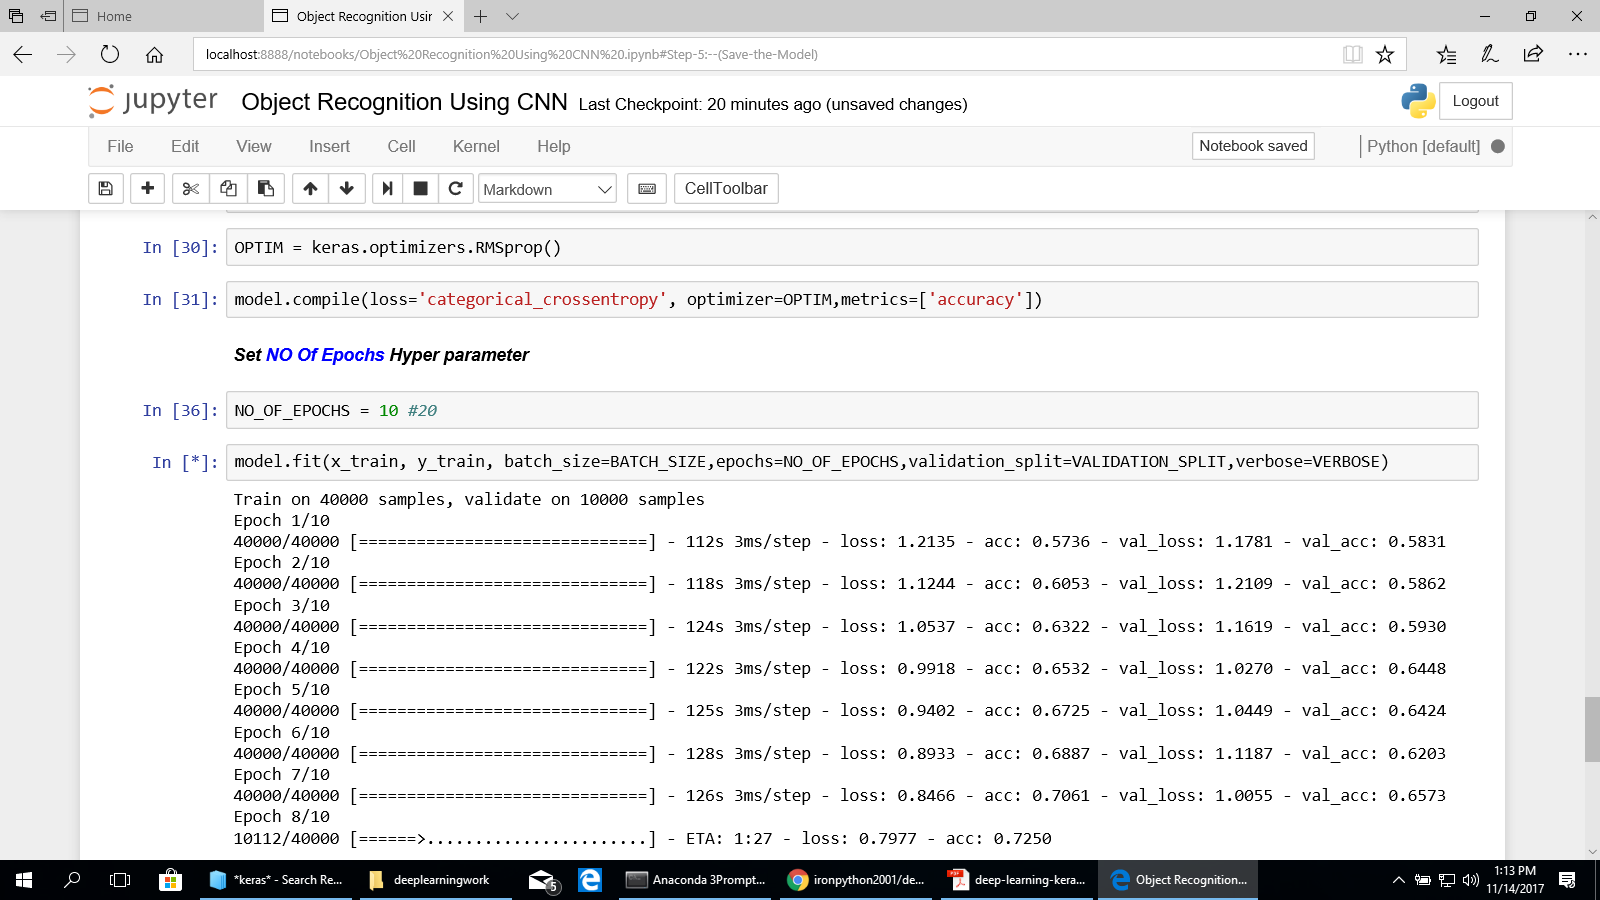 Home
Object Recognition Usir
localhost:8888/notebooks/Object%20Recognition%20Using%20CNN%20.ipynb#Step-5:--(Save-the-Model)
jupyter Object Recognition Using CNN Last Checkpoint: 20 minutes ago (unsaved changes)
Logout
File Edit View Insert Cell Kernel Help
Notebook saved
Python [default]
Markdown
CellToolbar
In [30]: OPTIM = keras.optimizers.RMSprop()
In [31]: model.compile(loss='categorical_crossentropy', optimizer=OPTIM,metrics=['accuracy'])
Set NO Of Epochs Hyper parameter
In [36]: NO_OF_EPOCHS = 10 #20
In [*]: model.fit(x_train, y_train, batch_size=BATCH_SIZE,epochs=NO_OF_EPOCHS,validation_split=VALIDATION_SPLIT,verbose=VERBOSE)
Train on 40000 samples, validate on 10000 samples
Epoch 1/10
40000/40000 [==============================] - 112s 3ms/step - loss: 1.2135 - acc: 0.5736 - val_loss: 1.1781 - val_acc: 0.5831
Epoch 2/10
40000/40000 [==============================] - 118s 3ms/step - loss: 1.1244 - acc: 0.6053 - val_loss: 1.2109 - val_acc: 0.5862
Epoch 3/10
40000/40000 [==============================] - 124s 3ms/step - loss: 1.0537 - acc: 0.6322 - val_loss: 1.1619 - val_acc: 0.5930
Epoch 4/10
40000/40000 [==============================] - 122s 3ms/step - loss: 0.9918 - acc: 0.6532 - val_loss: 1.0270 - val_acc: 0.6448
Epoch 5/10
40000/40000 [==============================] - 125s 3ms/step - loss: 0.9402 - acc: 0.6725 - val_loss: 1.0449 - val_acc: 0.6424
Epoch 6/10
40000/40000 [==============================] - 128s 3ms/step - loss: 0.8933 - acc: 0.6887 - val_loss: 1.1187 - val_acc: 0.6203
Epoch 7/10
40000/40000 [==============================] - 126s 3ms/step - loss: 0.8466 - acc: 0.7061 - val_loss: 1.0055 - val_acc: 0.6573
Epoch 8/10
10112/40000 [======>.......................] - ETA: 1:27 - loss: 0.7977 - acc: 0.7250
*keras* - Search Re...
deeplearningwork
5
Anaconda 3Prompt...
ironpython2001/de...
deep-learning-kera...
Object Recognition...
1:13 PM
11/14/2017